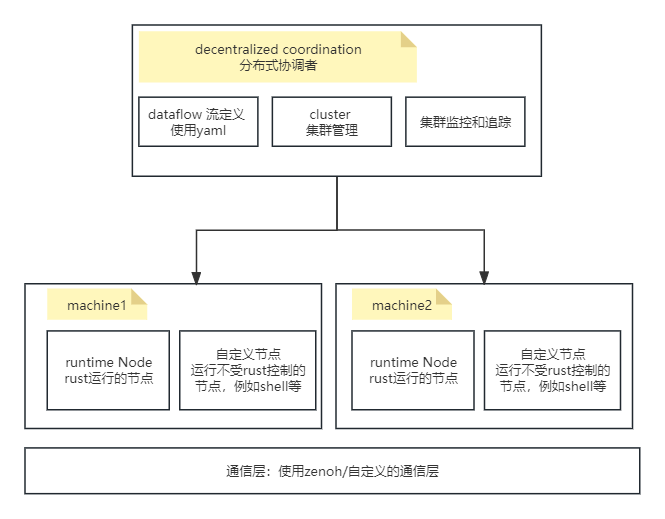 decentralized coordination
分布式协调者
dataflow 流定义
使用yaml
cluster
集群管理
集群监控和追踪
machine1
runtime Node
rust运行的节点
自定义节点
运行不受rust控制的
节点，例如shell等
machine2
runtime Node
rust运行的节点
自定义节点
运行不受rust控制的
节点，例如shell等
通信层：使用zenoh/自定义的通信层